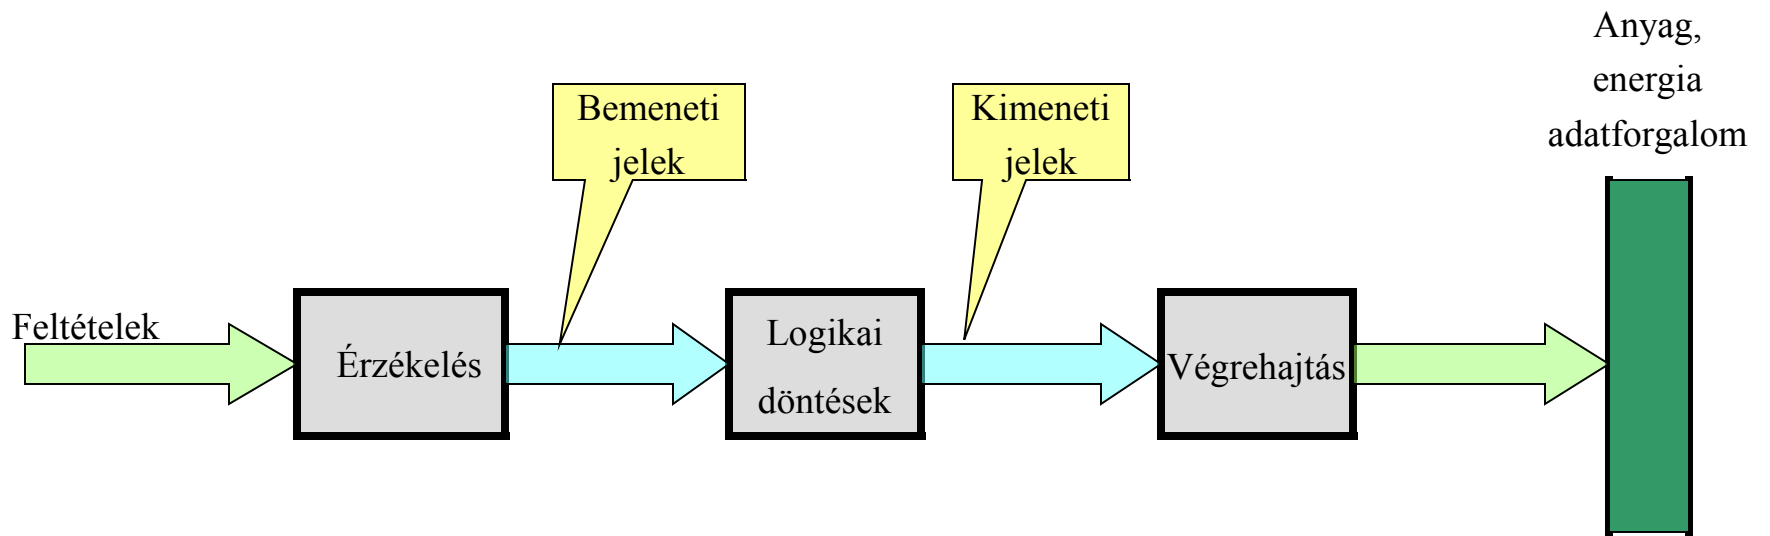 Anyag,
energia
adatforgalom
Bemeneti
jelek
Kimeneti
jelek
Feltételek
Érzékelés
Logikai
döntések
Végrehajtás